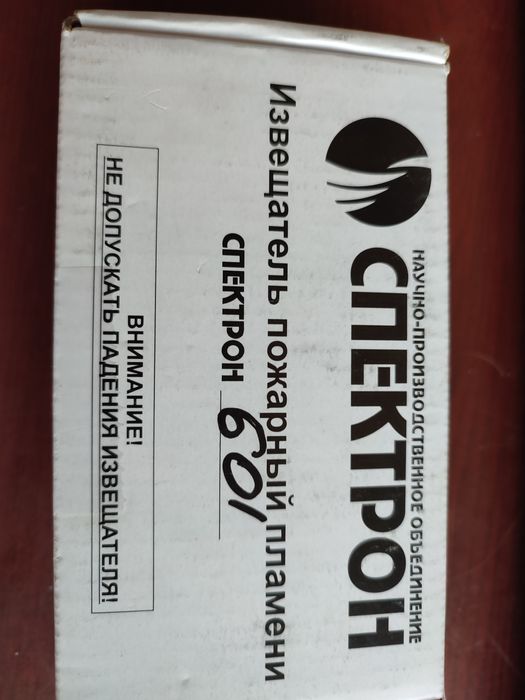 НАУЧНО-ПРОИЗВОДСТВЕННОЕ ОБЪЕДИНЕНИЕ
СПЕКТРОН
Извещатель пожарный пламени
СПЕКТРОН 601
ВНИМАНИЕ!
НЕ ДОПУСКАТЬ ПАДЕНИЯ ИЗВЕЩАТЕЛЯ!